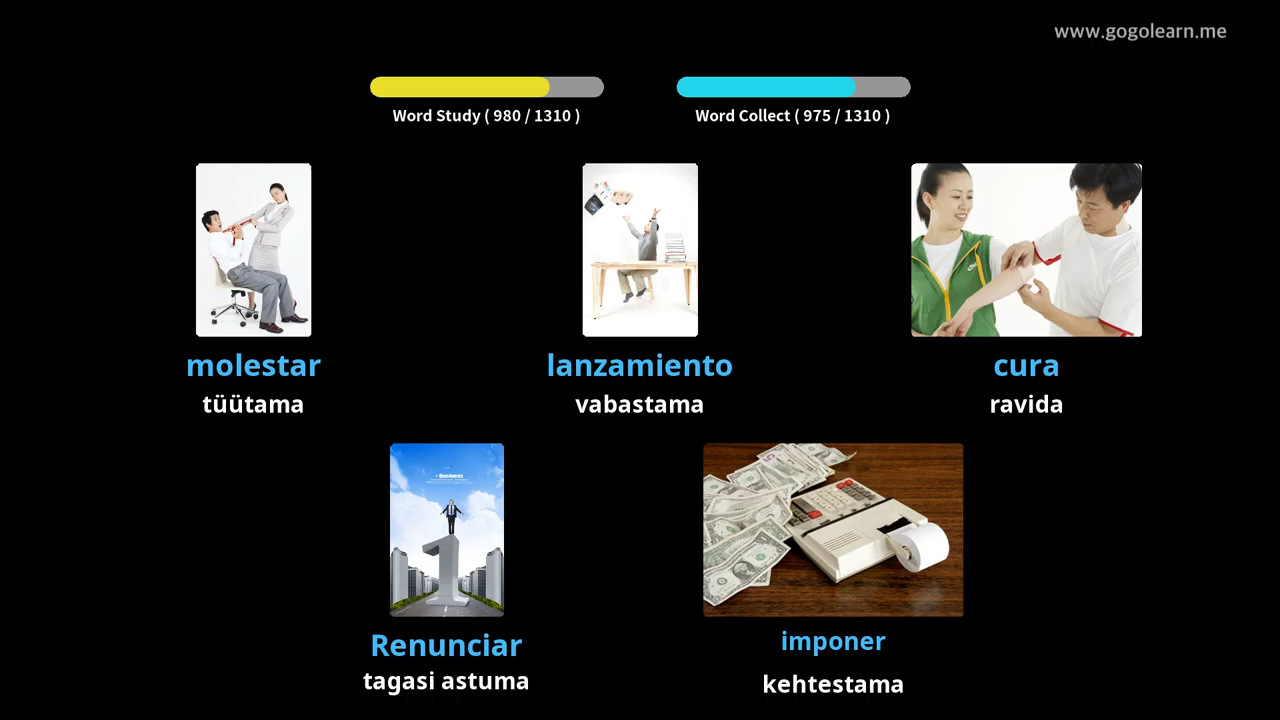 www.gogolearn.me
Word Study ( 980 / 1310 )
Word Collect ( 975 / 1310 )
molestar
tüütama
lanzamiento
vabastama
cura
ravida
Business
Renunciar
tagasi astuma
imponer
kehtestama